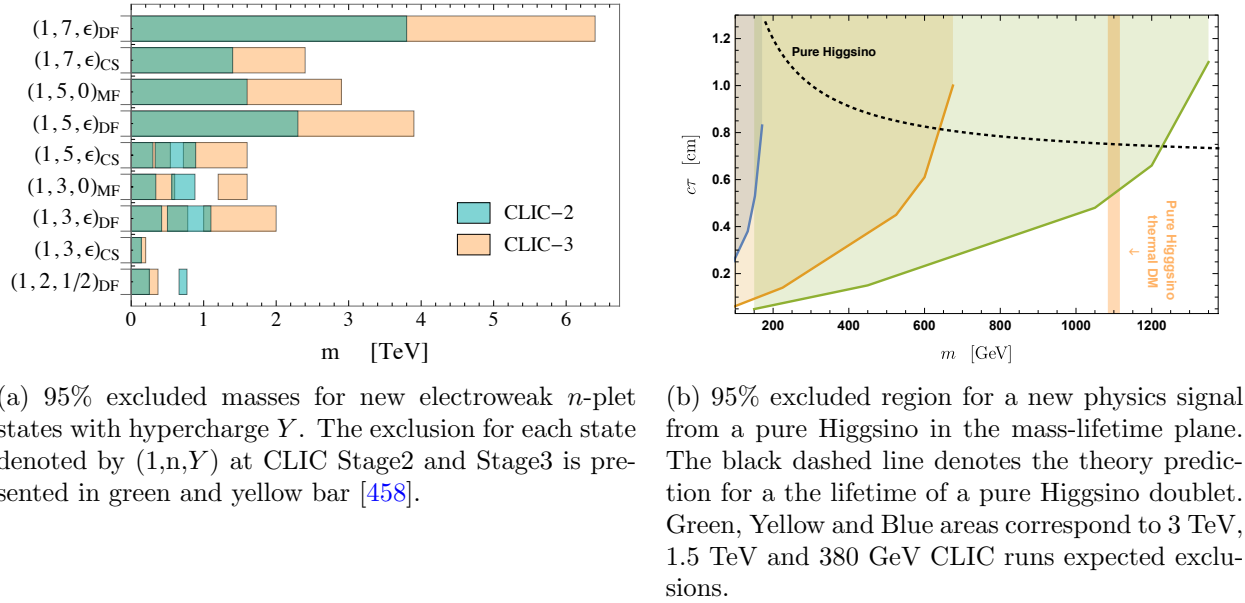 (1,7,ϵ)DF
(1,7,ϵ)CS
(1,5,0)MF
(1,5,ϵ)DF
(1,5,ϵ)CS
(1,3,0)MF
(1,3,ϵ)DF
(1,3,ϵ)CS
(1,2,1/2)DF
CLIC−2
CLIC−3
0 1 2 3 4 5 6
m [TeV]
(a) 95% excluded masses for new electroweak n-plet
states with hypercharge Y. The exclusion for each state
denoted by (1,n,Y) at CLIC Stage2 and Stage3 is pre-
sented in green and yellow bar [458].
1.2
1.0
0.8
0.6
0.4
0.2
cτ [cm]
Pure Higgsino
Pure Higggsino
thermal DM
↓
200 400 600 800 1000 1200
m [GeV]
(b) 95% excluded region for a new physics signal
from a pure Higgsino in the mass-lifetime plane.
The black dashed line denotes the theory predic-
tion for a the lifetime of a pure Higgsino doublet.
Green, Yellow and Blue areas correspond to 3 TeV,
1.5 TeV and 380 GeV CLIC runs expected exclu-
sions.